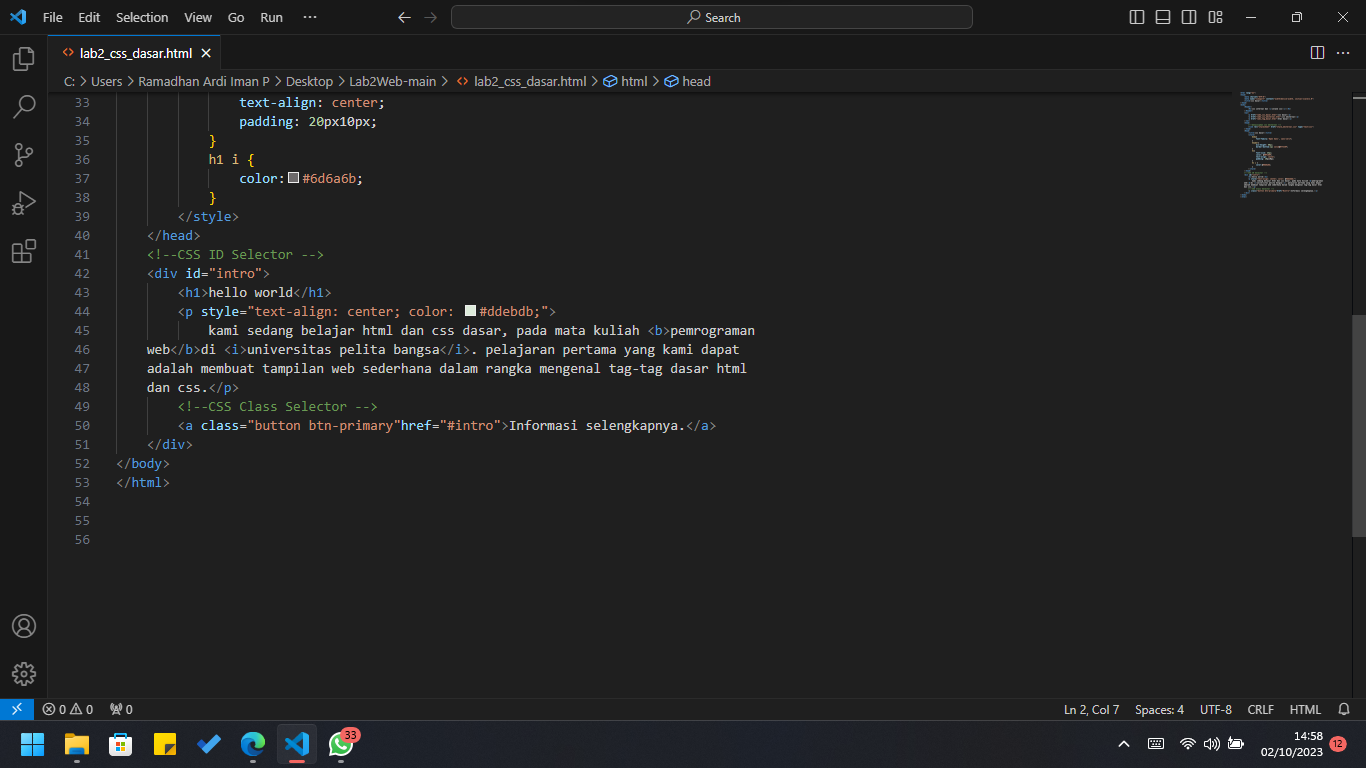 File Edit Selection View Go Run ··· Search
lab2_css_dasar.html
C: > Users > Ramadhan Ardi Iman P > Desktop > Lab2Web-main > lab2_css_dasar.html > html > head
33 text-align: center;
34 padding: 20px10px;
35 }
36 h1 i {
37 color: #6d6a6b;
38 }
39 </style>
40 </head>
41 <!--CSS ID Selector -->
42 <div id="intro">
43 <h1>hello world</h1>
44 <p style="text-align: center; color: #ddebdb;">
45 kami sedang belajar html dan css dasar, pada mata kuliah <b>pemrograman
46 web</b>di <i>universitas pelita bangsa</i>. pelajaran pertama yang kami dapat
47 adalah membuat tampilan web sederhana dalam rangka mengenal tag-tag dasar html
48 dan css.</p>
49 <!--CSS Class Selector -->
50 <a class="button btn-primary"href="#intro">Informasi selengkapnya.</a>
51 </div>
52 </body>
53 </html>
54
55
56
0 0 0 Ln 2, Col 7 Spaces: 4 UTF-8 CRLF HTML
33
14:58
02/10/2023
12